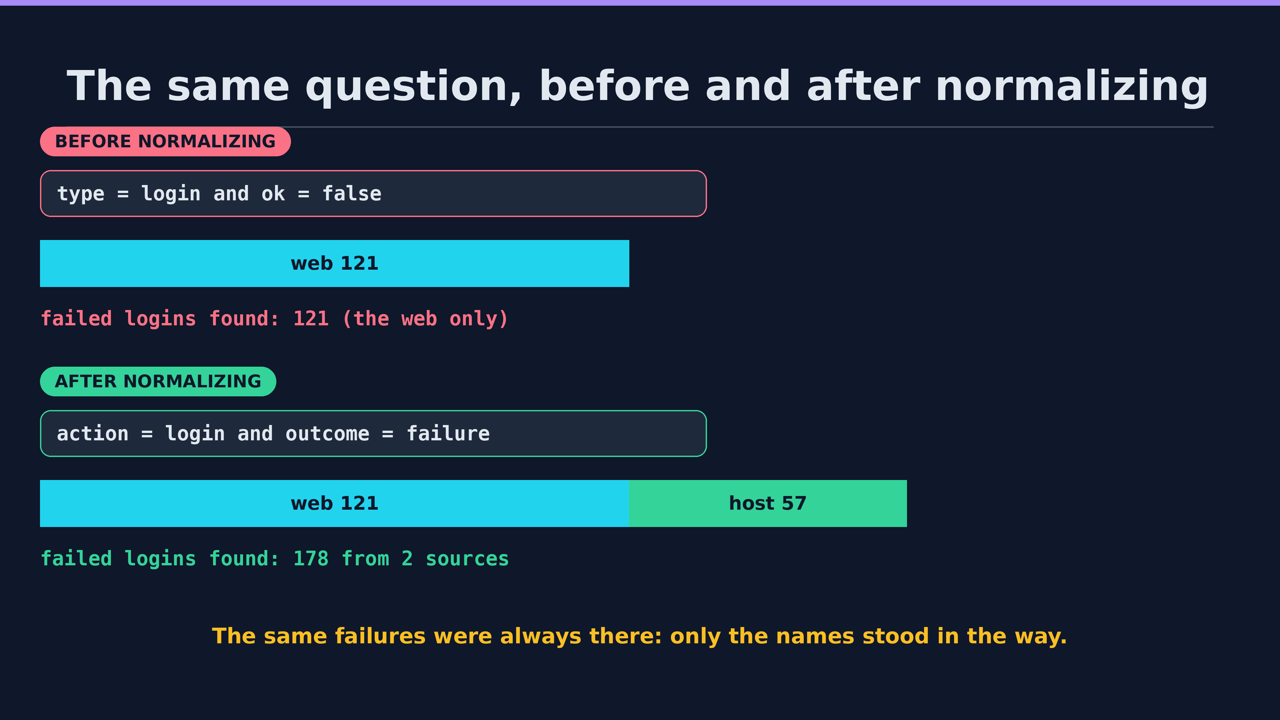 The same question, before and after normalizing
BEFORE NORMALIZING
type = login and ok = false
web 121
failed logins found: 121 (the web only)
AFTER NORMALIZING
action = login and outcome = failure
web 121 host 57
failed logins found: 178 from 2 sources
The same failures were always there: only the names stood in the way.